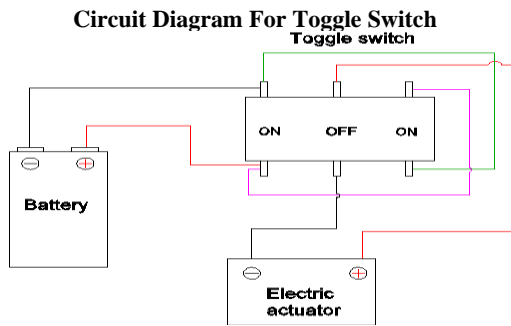 Circuit Diagram For Toggle Switch
Toggle switch
ON OFF ON
Battery
Electric
actuator